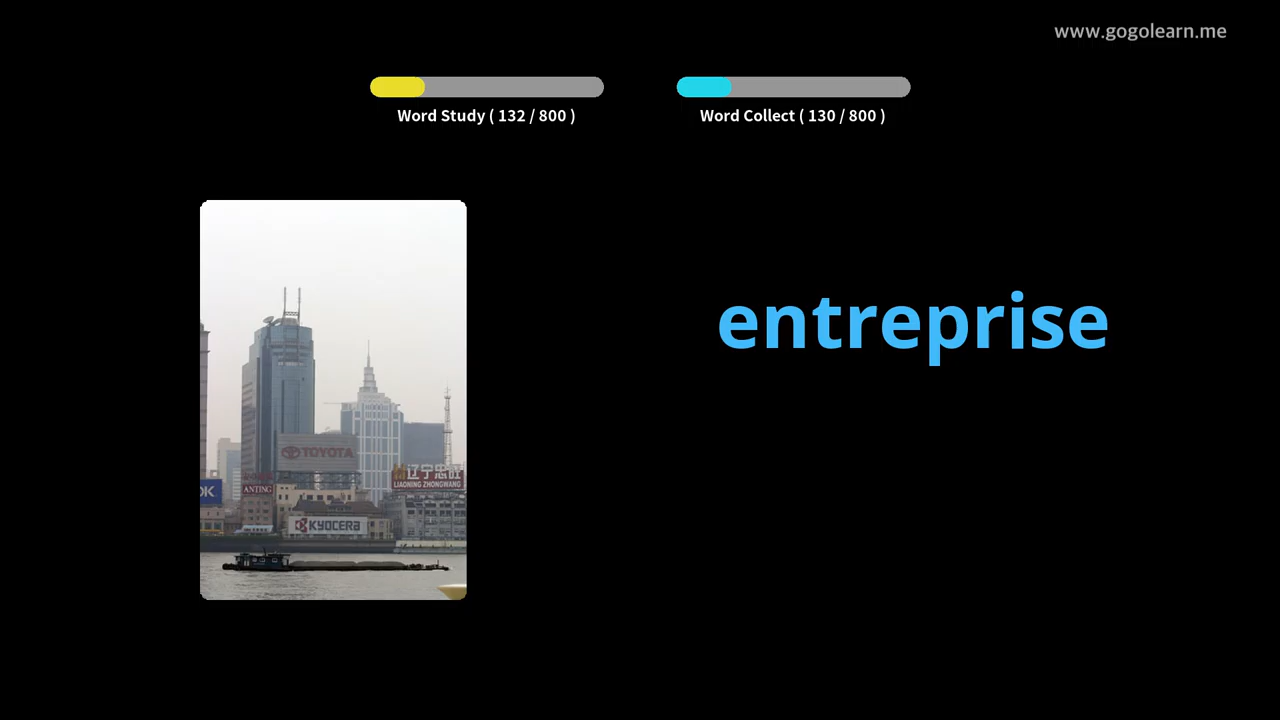 www.gogolearn.me
Word Study ( 132 / 800 )
Word Collect ( 130 / 800 )
entreprise
TOYOTA
辽宁忠旺
LIAONING ZHONGWANG
ANTING
KYOCERA